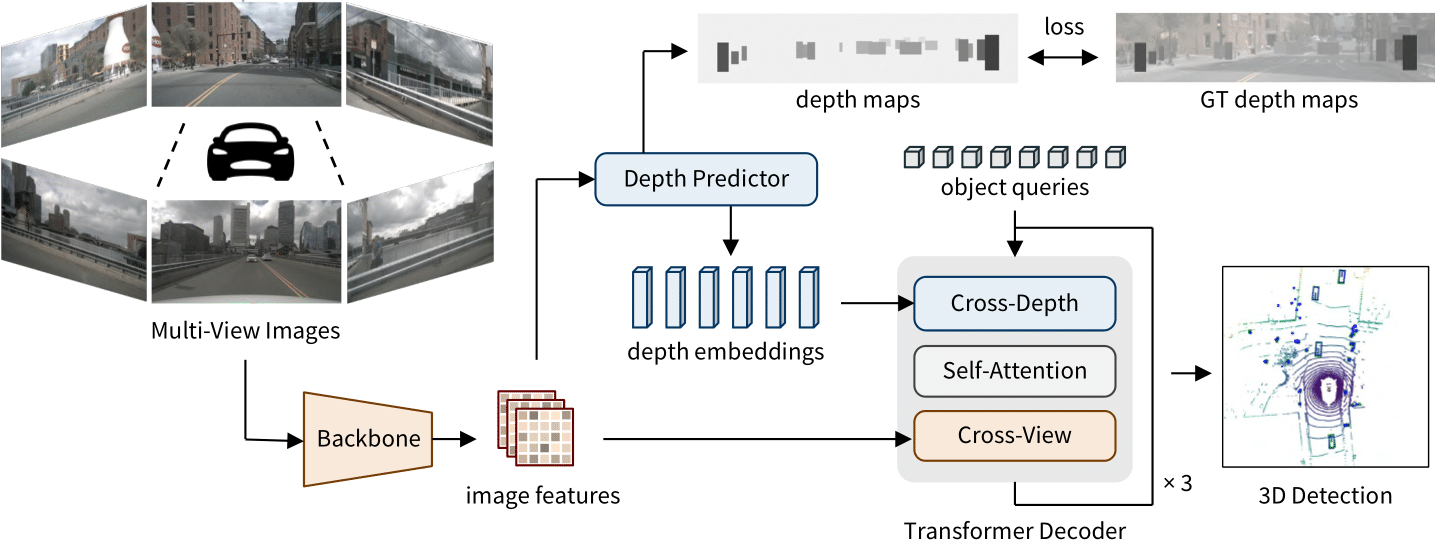 loss
depth maps
GT depth maps
Depth Predictor
object queries
depth embeddings
Cross-Depth
Self-Attention
Cross-View
× 3
Transformer Decoder
Multi-View Images
Backbone
image features
3D Detection